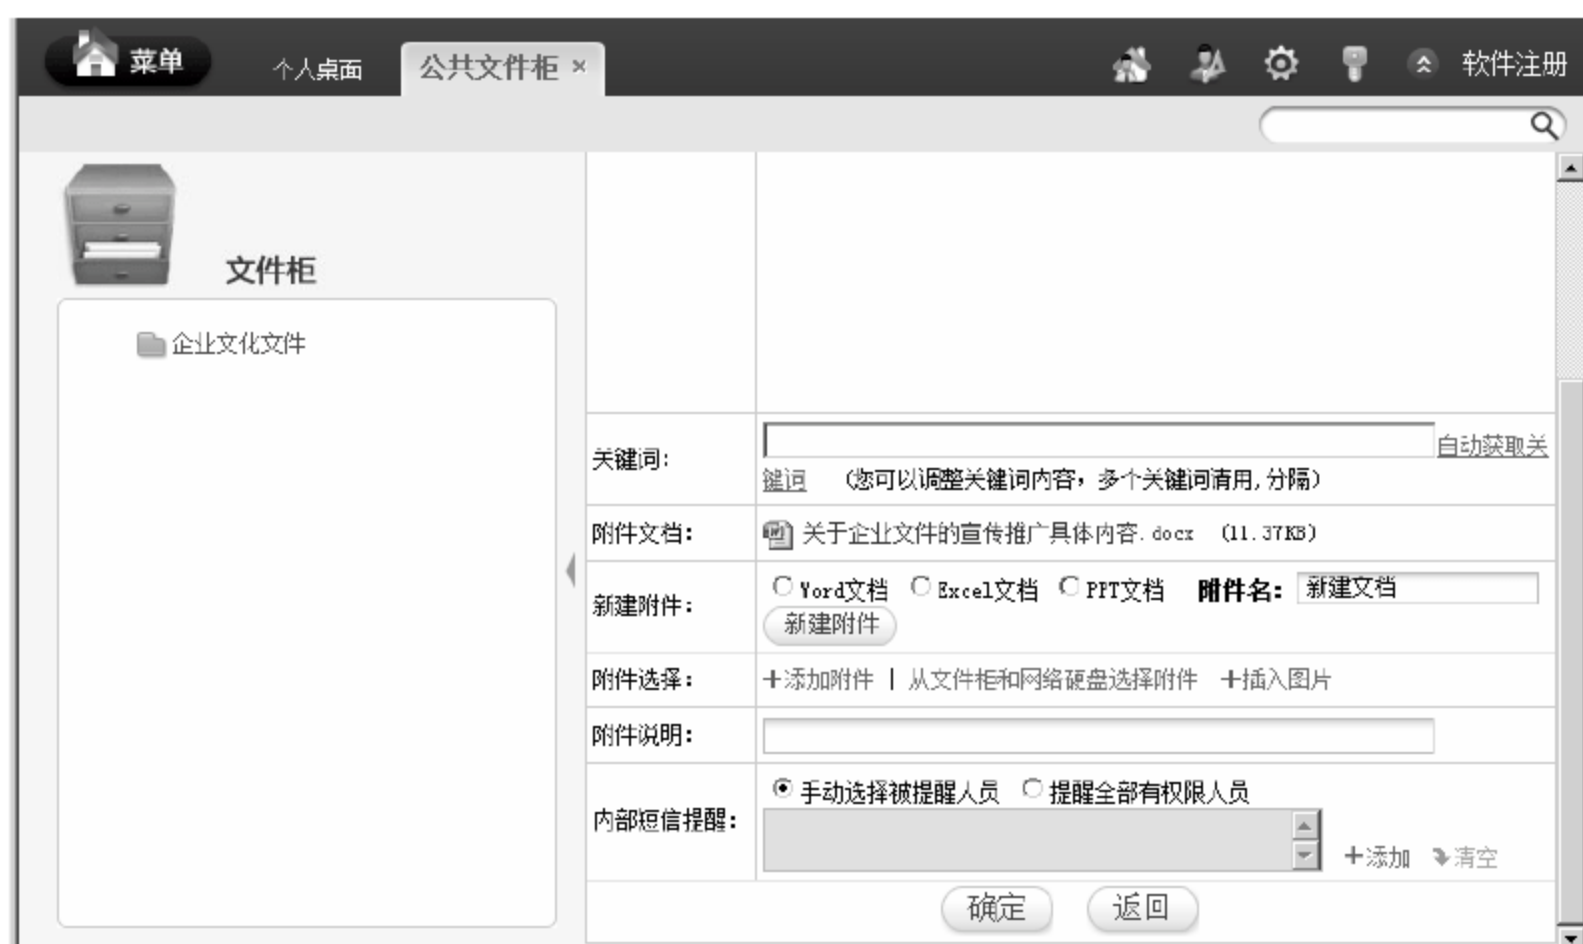 菜单 个人桌面 公共文件柜 × 软件注册
文件柜
企业文化文件
关键词: 自动获取关
键词 (您可以调整关键词内容，多个关键词请用,分隔)
附件文档: 关于企业文件的宣传推广具体内容.docx (11.37KB)
新建附件: Word文档 Excel文档 PPT文档 附件名: 新建文档
新建附件
附件选择: +添加附件 | 从文件柜和网络硬盘选择附件 +插入图片
附件说明:
手动选择被提醒人员 提醒全部有权限人员
内部短信提醒:
+添加 清空
确定 返回